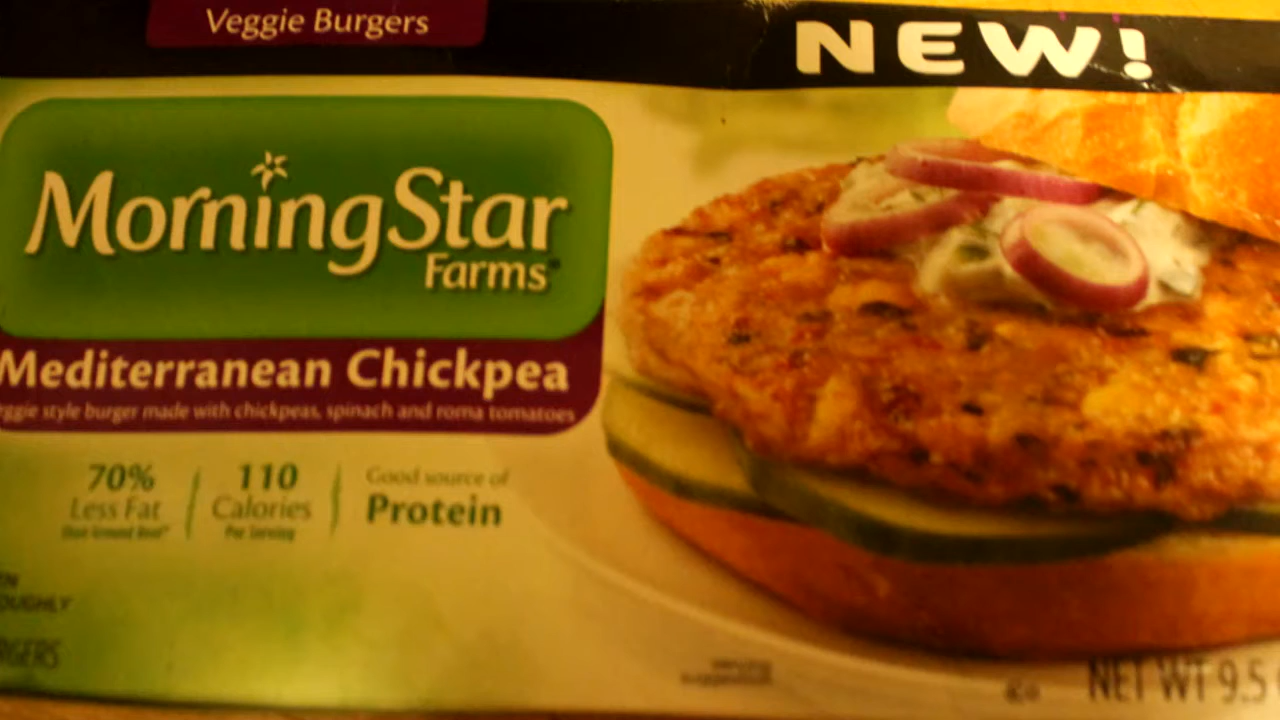 Veggie Burgers
NEW!
MorningStar
Farms
Mediterranean Chickpea
style burger made with chickpeas, spinach and roma tomatoes
70%
Less Fat
110
Calories
Per Serving
Good source of
Protein
NET WT 9.5